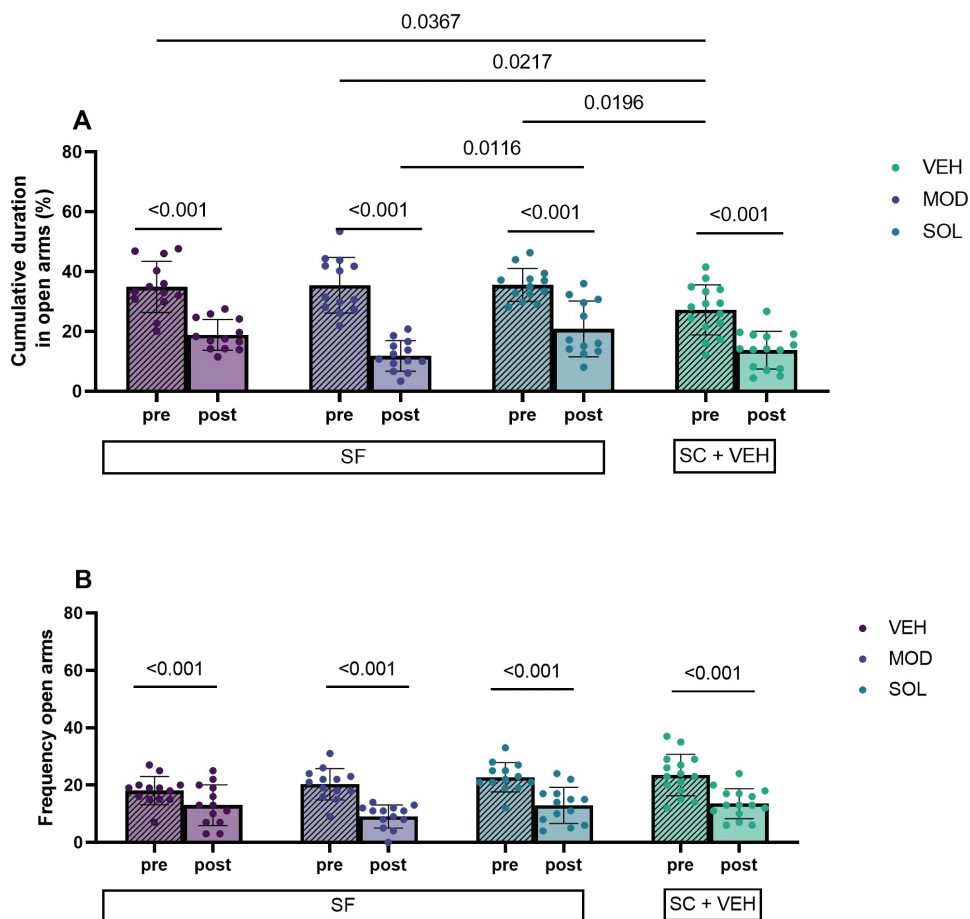 0.0367
0.0217
0.0196
A
0.0116
80
60
40
20
0
Cumulative duration
in open arms (%)
<0.001 <0.001 <0.001 <0.001
VEH
MOD
SOL
pre post pre post pre post pre post
SF SC + VEH
B
80
60
40
20
0
Frequency open arms
<0.001 <0.001 <0.001 <0.001
VEH
MOD
SOL
pre post pre post pre post pre post
SF SC + VEH